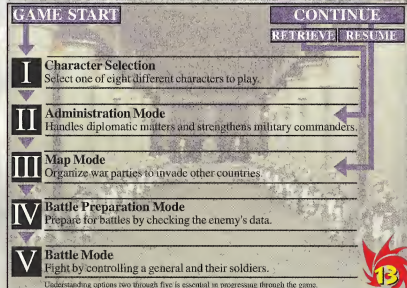 GAME START
CONTINUE
RETRIEVE RESUME
I
Character Selection
Select one of eight different characters to play.
II
Administration Mode
Handles diplomatic matters and strengthens military commanders.
III
Map Mode
Organize war parties to invade other countries.
IV
Battle Preparation Mode
Prepare for battles by checking the enemy's data.
V
Battle Mode
Fight by controlling a general and their soldiers.
Understanding options two through five is essential in progressing through the game.
13